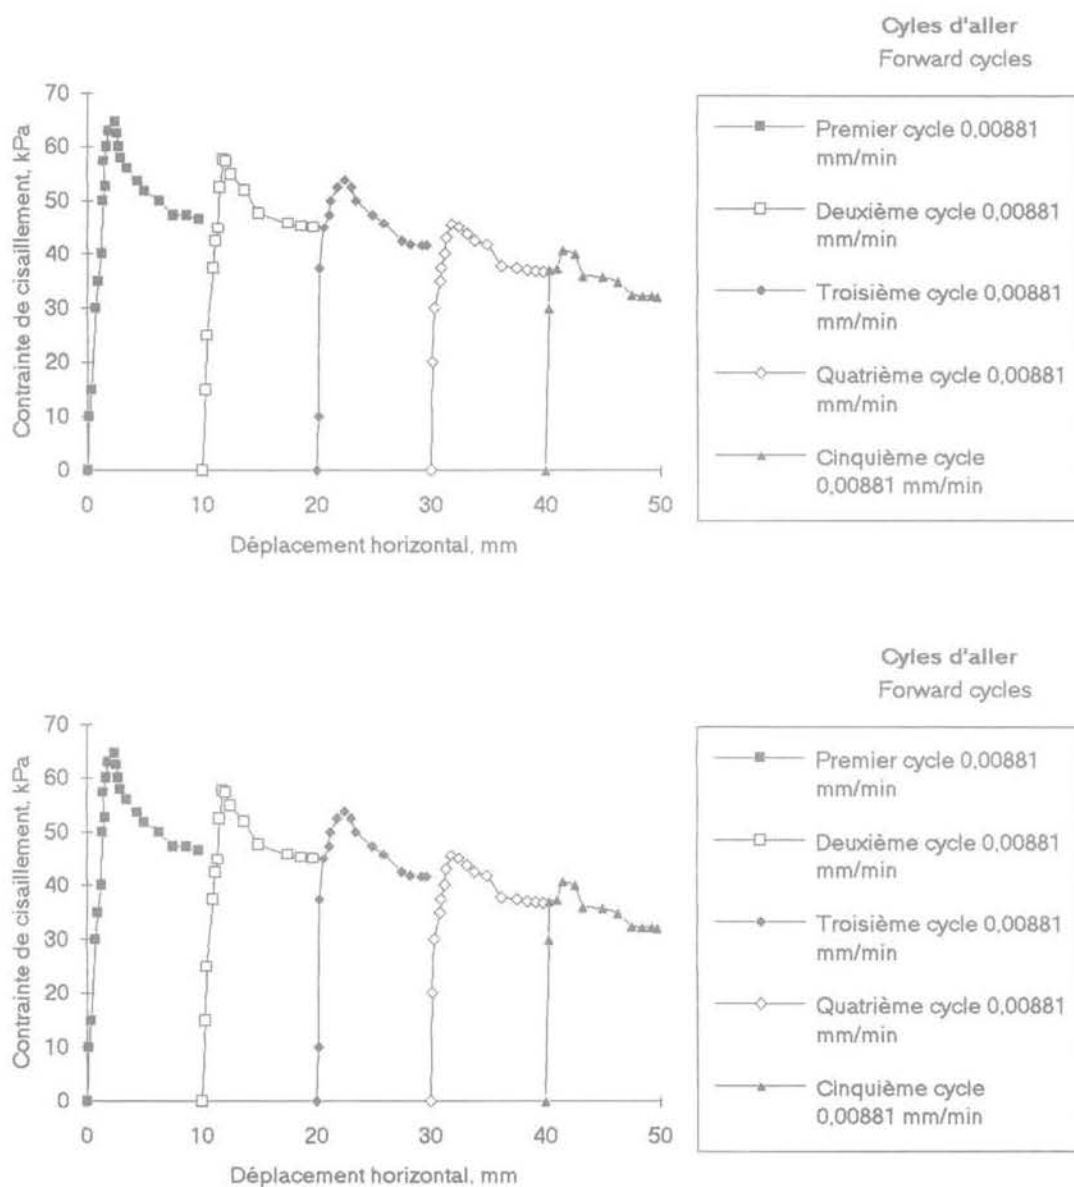 Cyles d'aller
Forward cycles
Contrainte de cisaillement, kPa
70
60
50
40
30
20
10
0
0 10 20 30 40 50
Déplacement horizontal, mm
Premier cycle 0,00881
mm/min
Deuxième cycle 0,00881
mm/min
Troisième cycle 0,00881
mm/min
Quatrième cycle 0,00881
mm/min
Cinquième cycle
0,00881 mm/min
Cyles d'aller
Forward cycles
Contrainte de cisaillement, kPa
70
60
50
40
30
20
10
0
0 10 20 30 40 50
Déplacement horizontal, mm
Premier cycle 0,00881
mm/min
Deuxième cycle 0,00881
mm/min
Troisième cycle 0,00881
mm/min
Quatrième cycle 0,00881
mm/min
Cinquième cycle
0,00881 mm/min